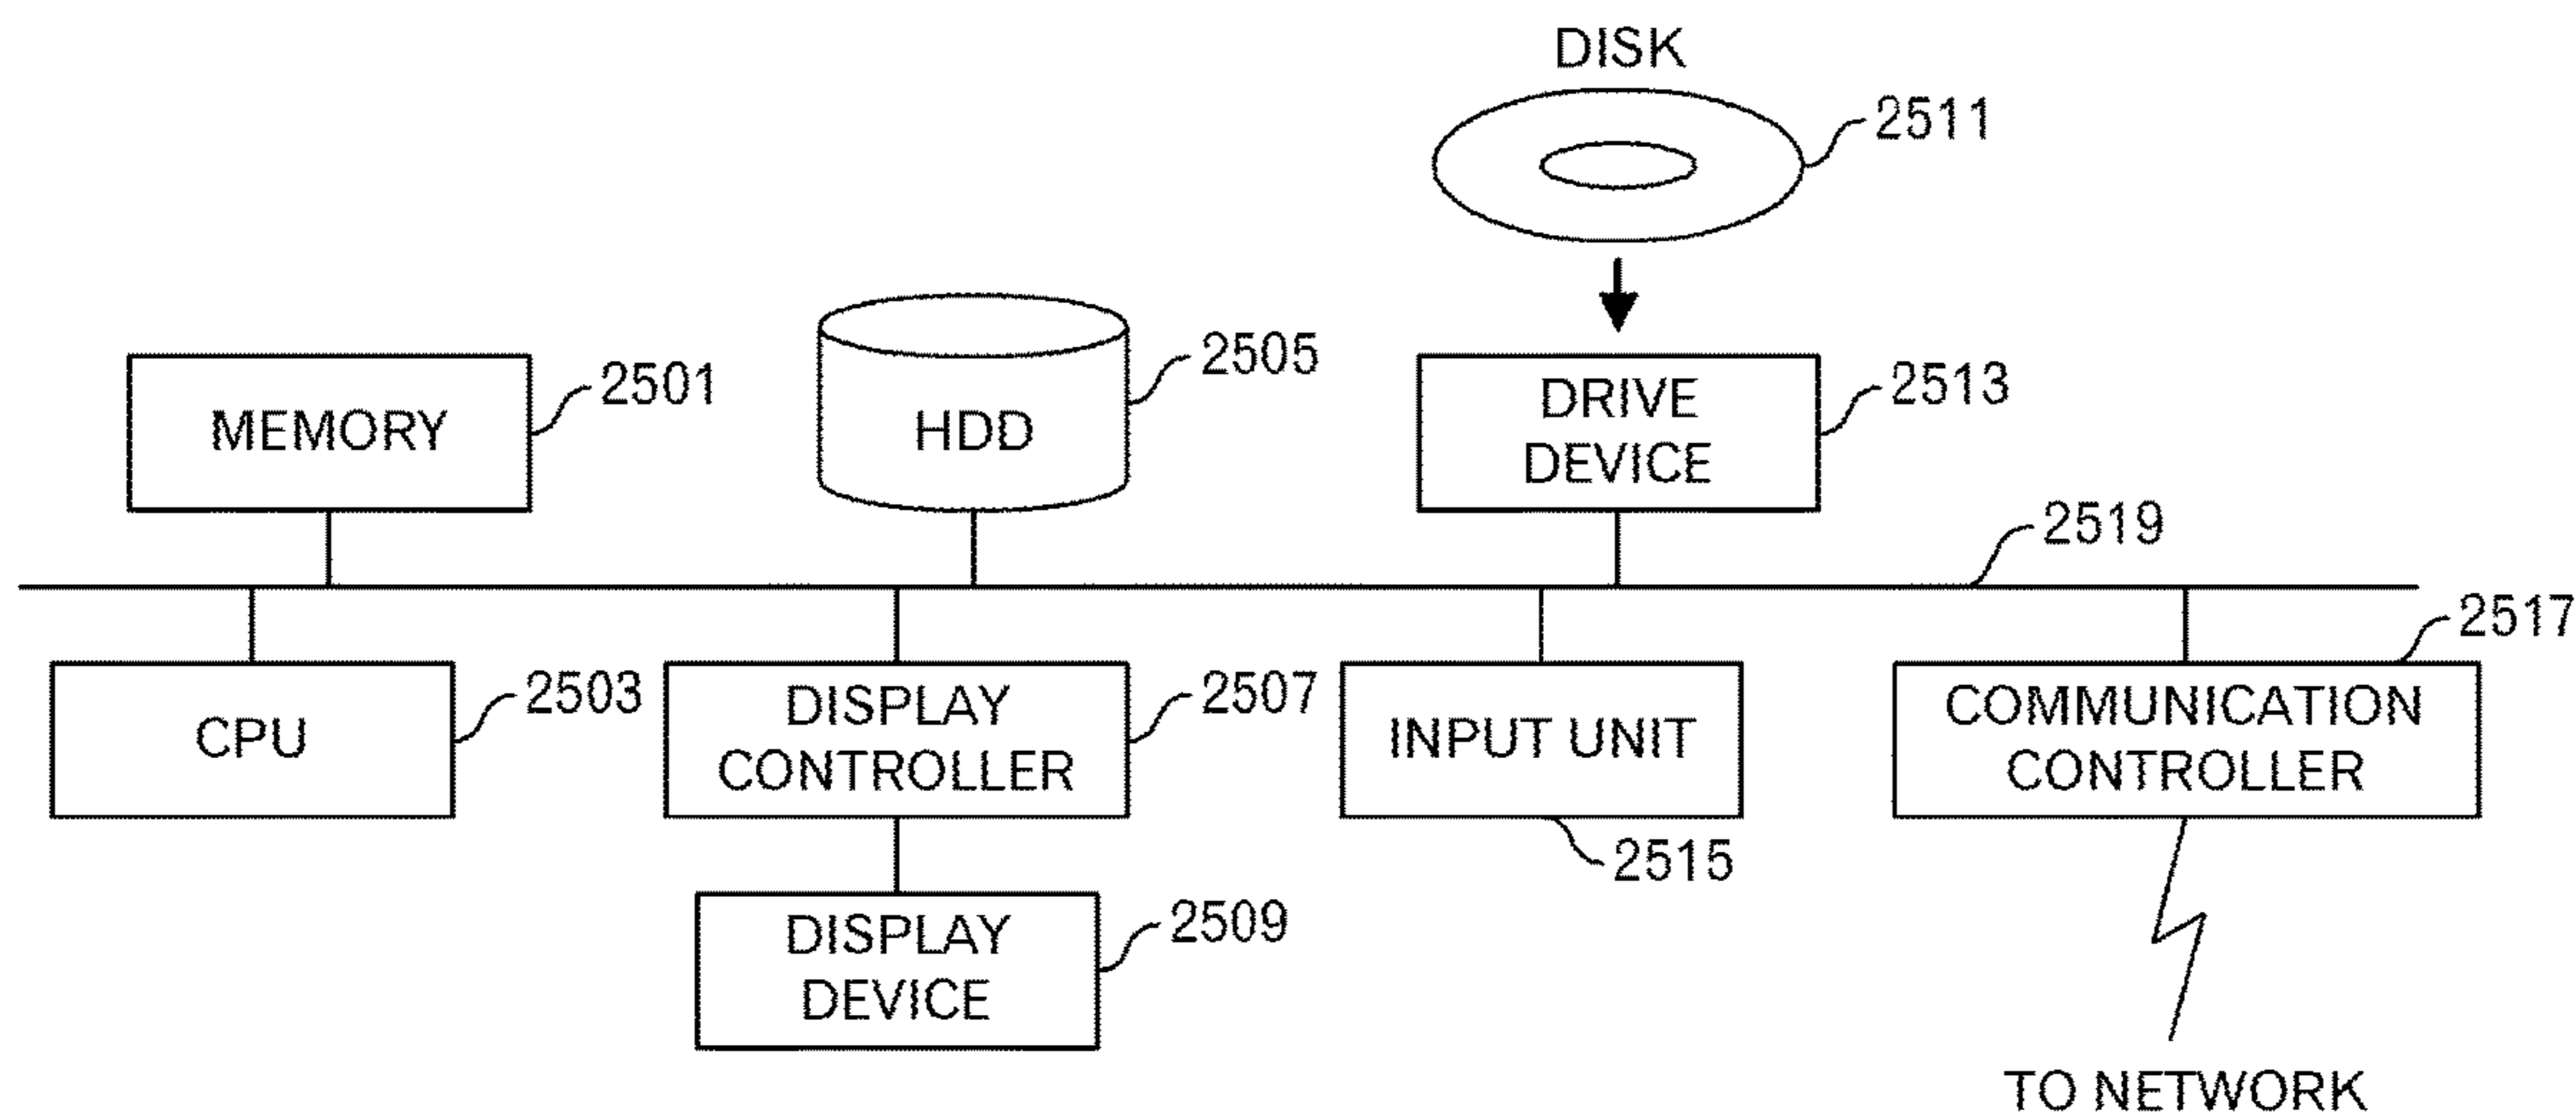 DISK
2511
2505
2501
2513
MEMORY
HDD
DRIVE
DEVICE
2519
2517
2503
2507
CPU
DISPLAY
CONTROLLER
INPUT UNIT
COMMUNICATION
CONTROLLER
2515
2509
DISPLAY
DEVICE
TO NETWORK